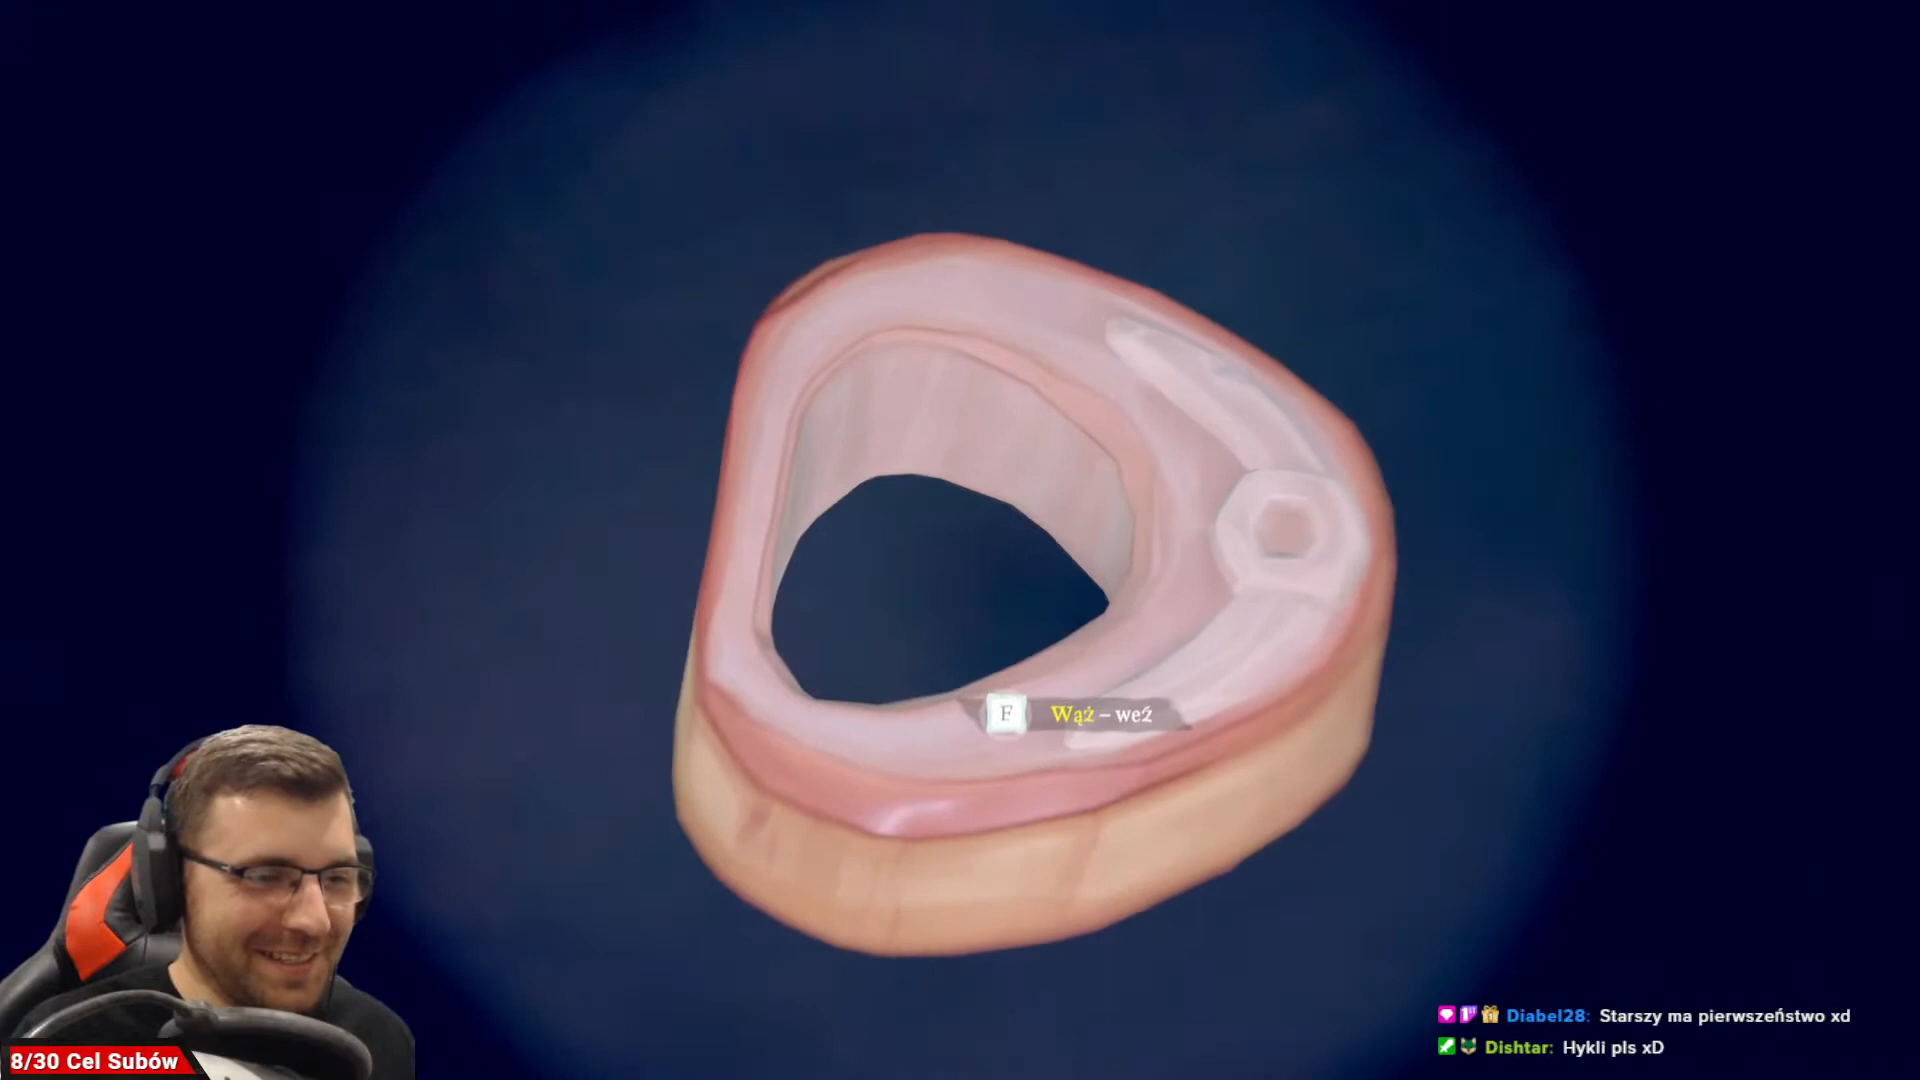 F Wąż – weź
Diabel28: Starszy ma pierwszeństwo xd
Dishtar: Hykli pls xD
8/30 Cel Subów